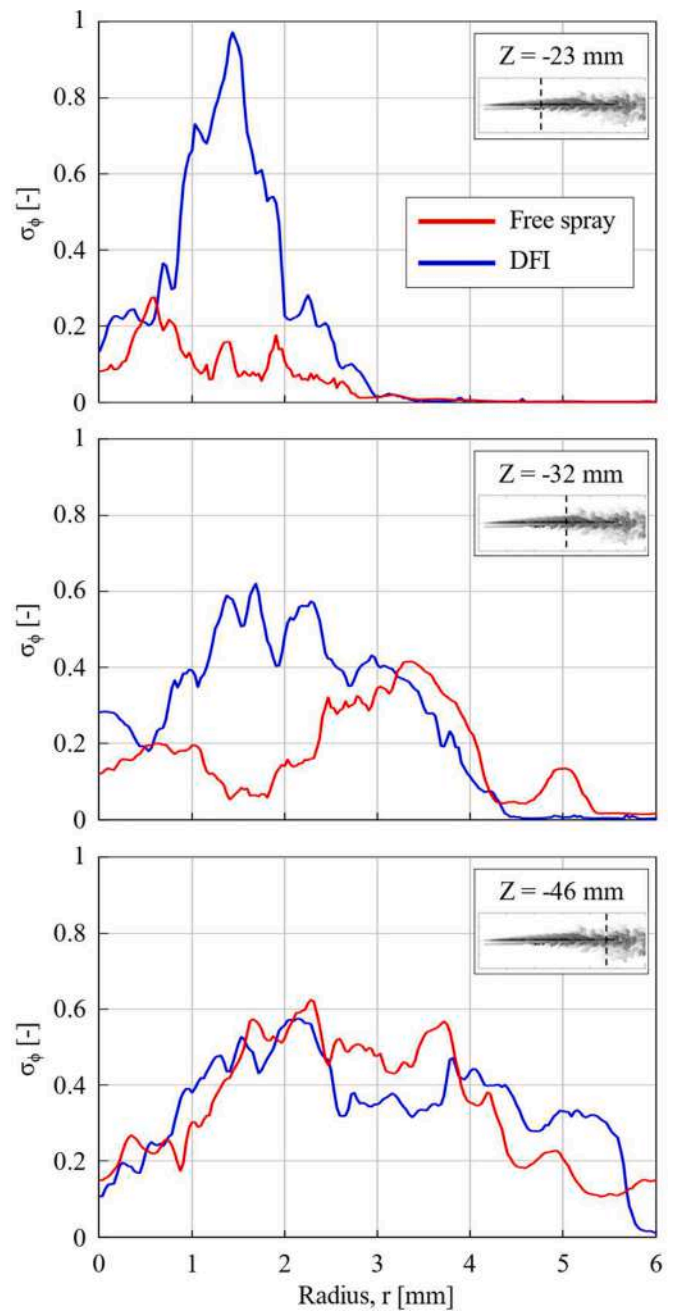 1
0.8
0.6
0.4
0.2
0
σϕ [-]
Z = -23 mm
Free spray
DFI
1
0.8
0.6
0.4
0.2
0
σϕ [-]
Z = -32 mm
1
0.8
0.6
0.4
0.2
0
σϕ [-]
Z = -46 mm
0 1 2 3 4 5 6
Radius, r [mm]